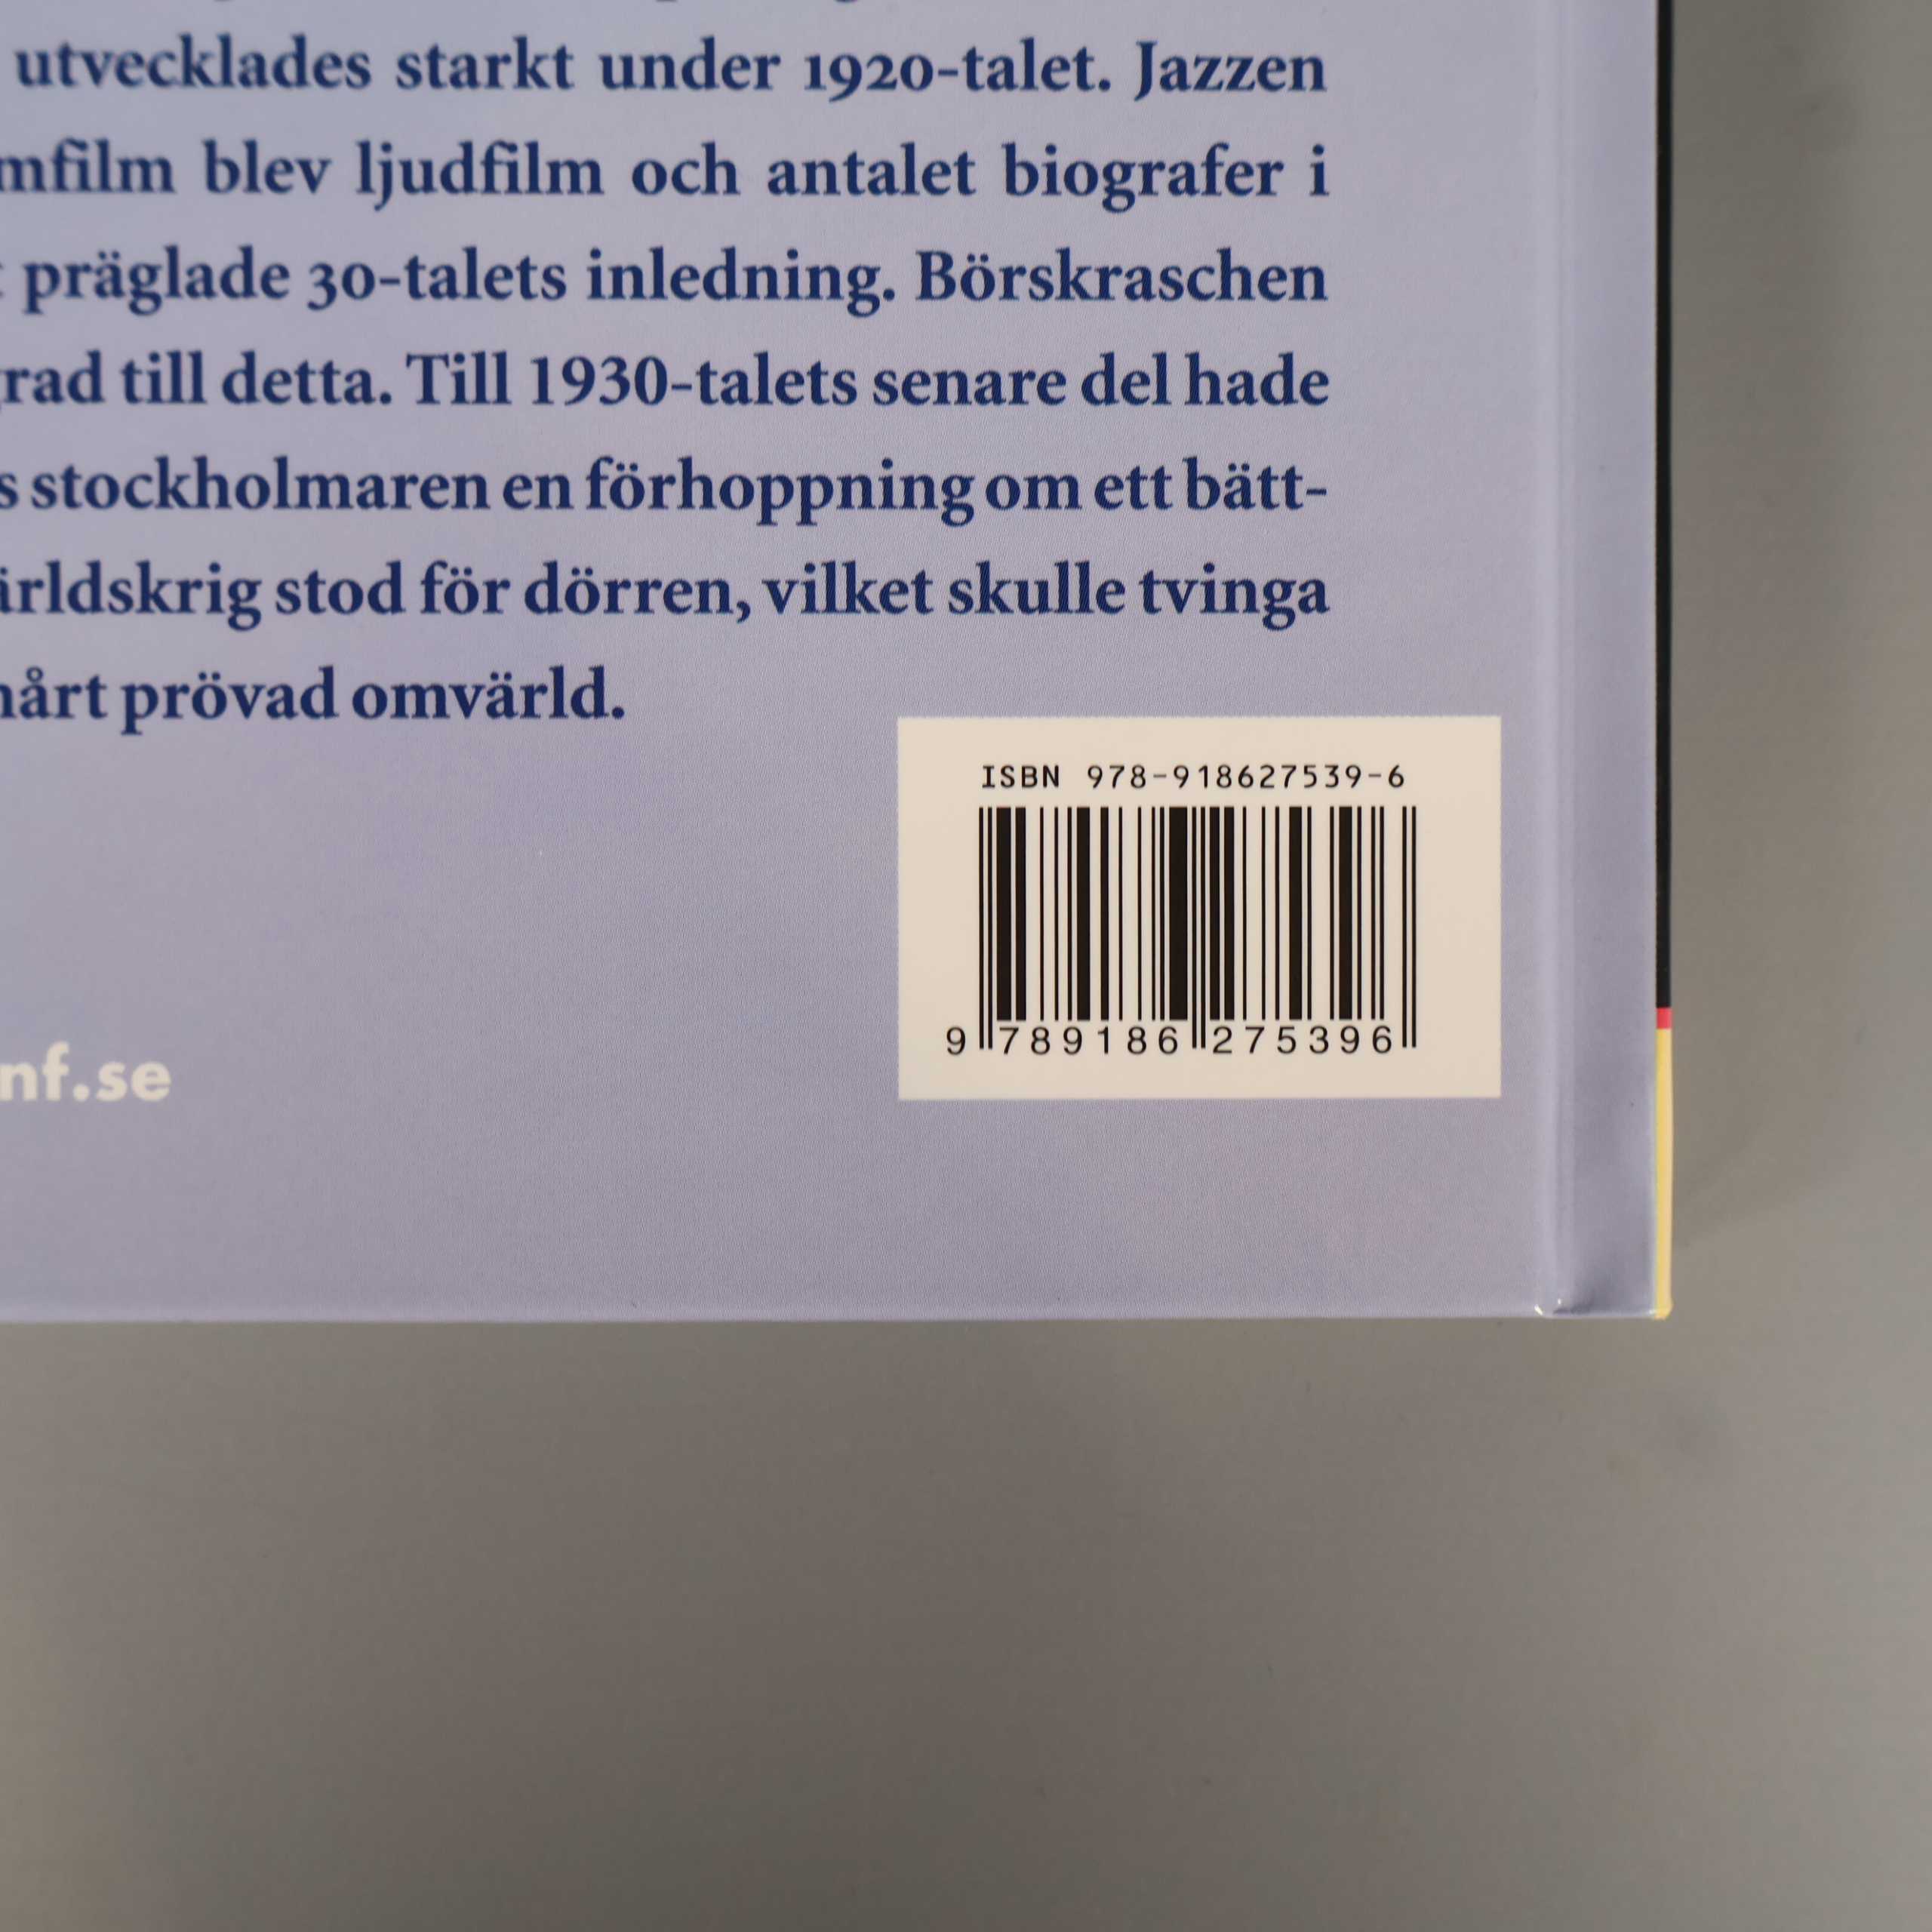 utvecklades starkt under 1920-talet. Jazzen
mfilm blev ljudfilm och antalet biografer i
präglade 30-talets inledning. Börskraschen
rad till detta. Till 1930-talets senare del hade
s stockholmaren en förhoppning om ett bätt-
ärldskrig stod för dörren, vilket skulle tvinga
hårt prövad omvärld.
ISBN 978-918627539-6
9 789186 275396
nf.se